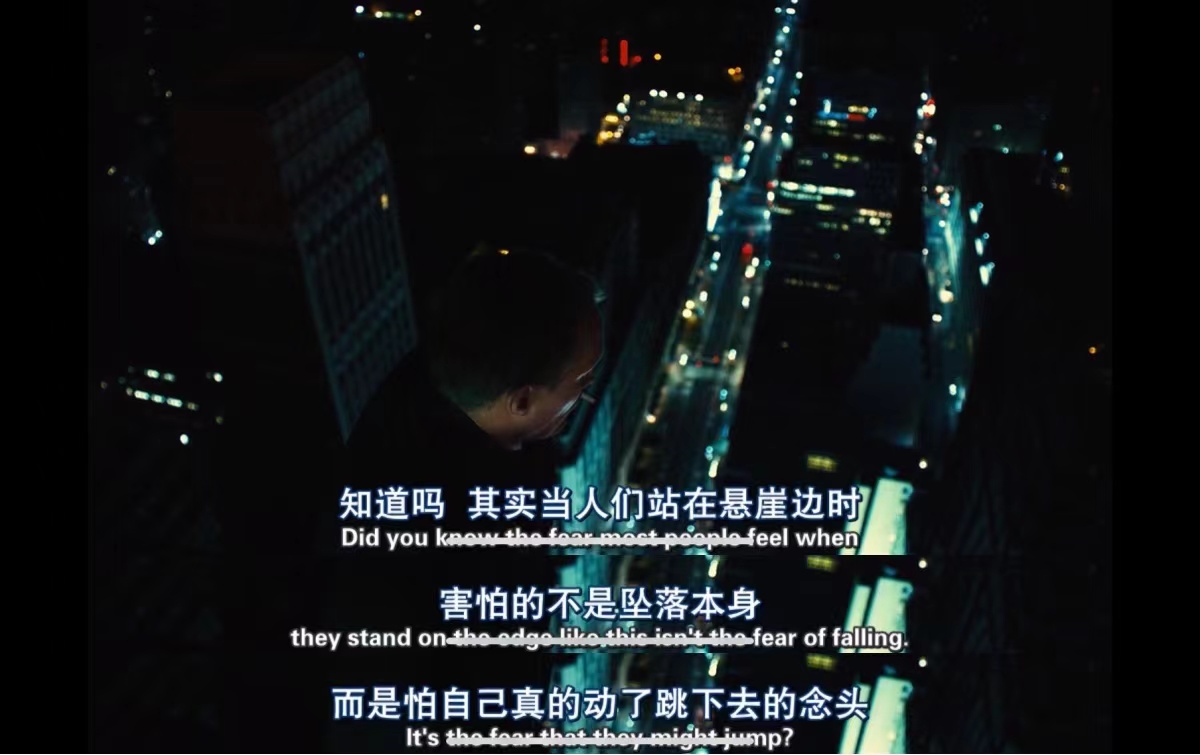 知道吗 其实当人们站在悬崖边时
Did you know the fear most people feel when
害怕的不是坠落本身
they stand on the edge like this isn't the fear of falling.
而是怕自己真的动了跳下去的念头
It's the fear that they might jump?